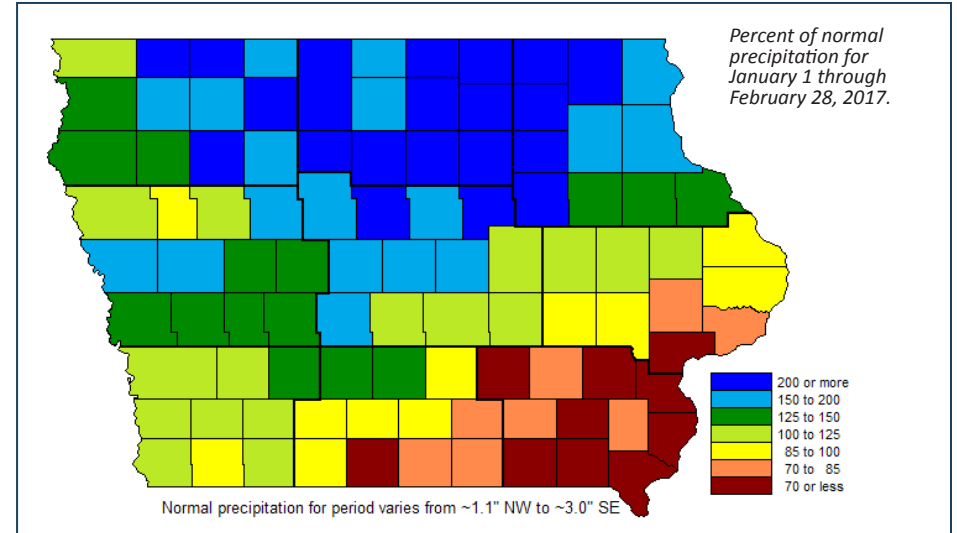 Percent of normal
precipitation for
January 1 through
February 28, 2017.
200 or more
150 to 200
125 to 150
100 to 125
85 to 100
70 to 85
70 or less
Normal precipitation for period varies from ~1.1" NW to ~3.0" SE